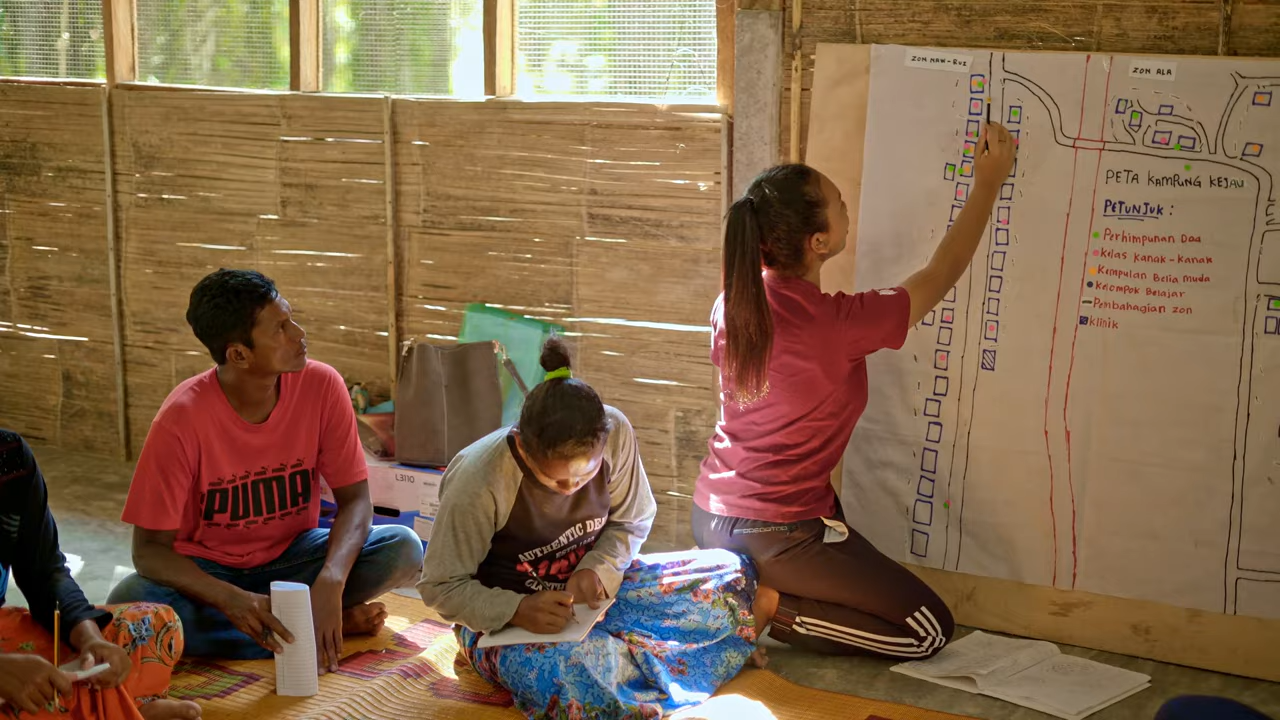 ZON NAW-RUI
ZON ALA
PETA KAMPUNG KEJAU
PETUNJUK :
Perhimpunan Doa
Kelas Kanak-Kanak
Kumpulan Belia muda
Kelompok Belajar
Pembahagian zon
Klinik
PUMA
L3110
AUTHENTIC